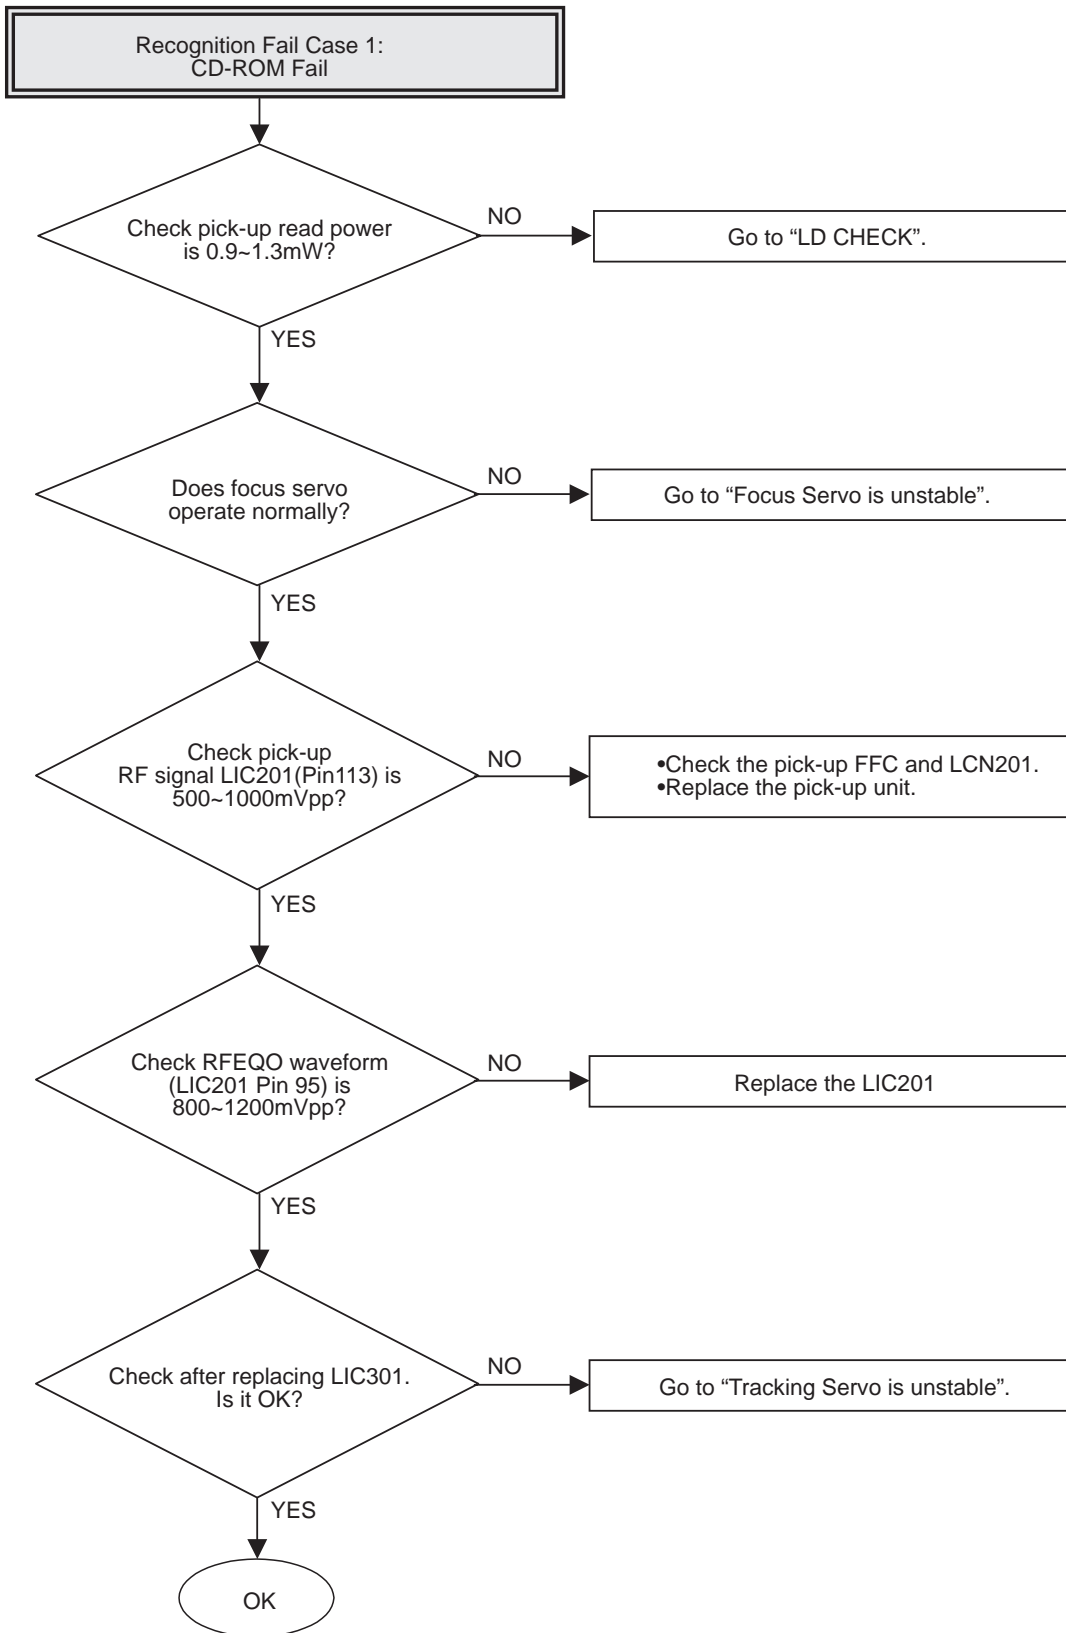 Recognition Fail Case 1:
CD-ROM Fail
Check pick-up read power
is 0.9~1.3mW?
NO
Go to “LD CHECK”.
YES
Does focus servo
operate normally?
NO
Go to “Focus Servo is unstable”.
YES
Check pick-up
RF signal LIC201(Pin113) is
500~1000mVpp?
NO
•Check the pick-up FFC and LCN201.
•Replace the pick-up unit.
YES
Check RFEQO waveform
(LIC201 Pin 95) is
800~1200mVpp?
NO
Replace the LIC201
YES
Check after replacing LIC301.
Is it OK?
NO
Go to “Tracking Servo is unstable”.
YES
OK